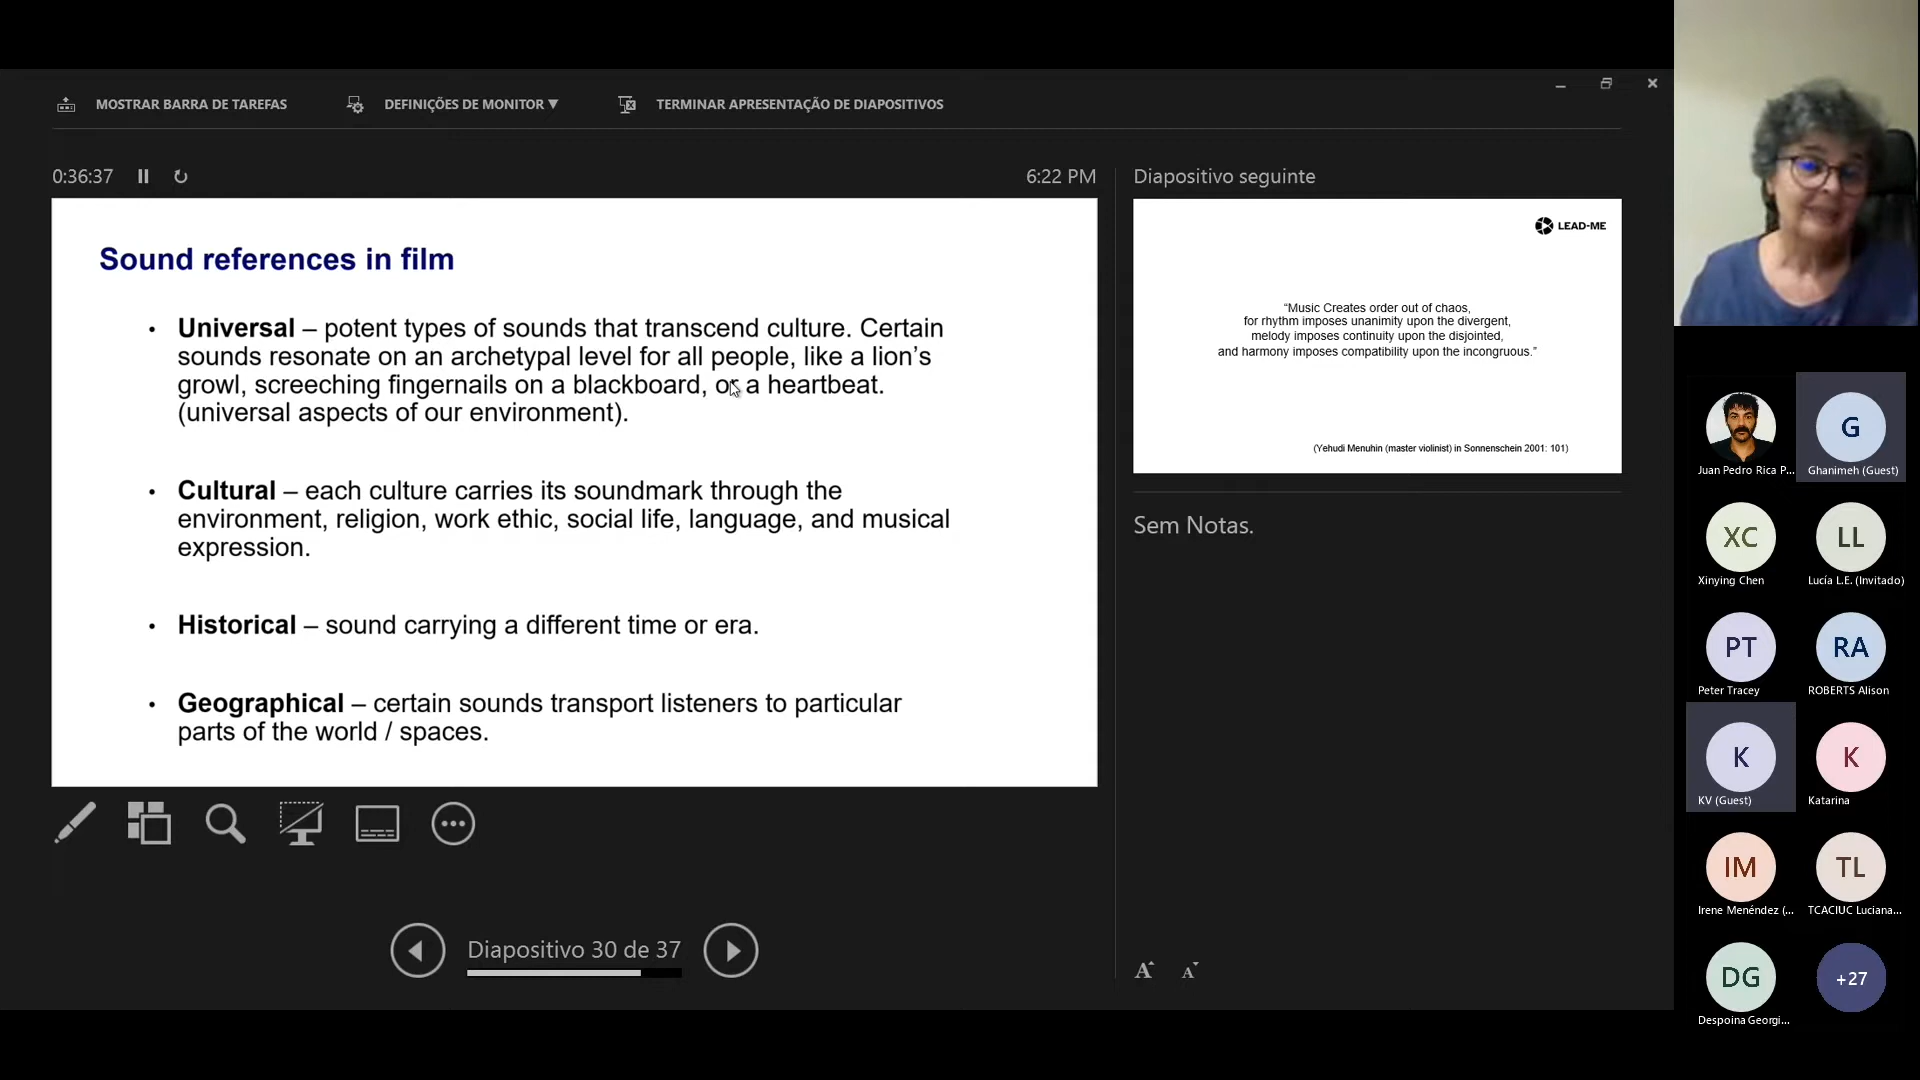 MOSTRAR BARRA DE TAREFAS
DEFINIÇÕES DE MONITOR ▼
TERMINAR APRESENTAÇÃO DE DIAPOSITIVOS
0:36:37
6:22 PM
Sound references in film
• Universal – potent types of sounds that transcend culture. Certain
sounds resonate on an archetypal level for all people, like a lion's
growl, screeching fingernails on a blackboard, or a heartbeat.
(universal aspects of our environment).
• Cultural – each culture carries its soundmark through the
environment, religion, work ethic, social life, language, and musical
expression.
• Historical – sound carrying a different time or era.
• Geographical – certain sounds transport listeners to particular
parts of the world / spaces.
Diapositivo 30 de 37
Diapositivo seguinte
LEAD-ME
“Music Creates order out of chaos,
for rhythm imposes unanimity upon the divergent,
melody imposes continuity upon the disjointed,
and harmony imposes compatibility upon the incongruous.”
(Yehudi Menuhin (master violinist) in Sonnenschein 2001: 101)
Sem Notas.
A A
Juan Pedro Rica P...
G
Ghanimeh (Guest)
XC
Xinying Chen
LL
Lucía L.E. (Invitado)
PT
Peter Tracey
RA
ROBERTS Alison
K
KV (Guest)
K
Katarina
IM
Irene Menéndez (...
TL
TCACIUC Luciana...
DG
Despoina Georgi...
+27